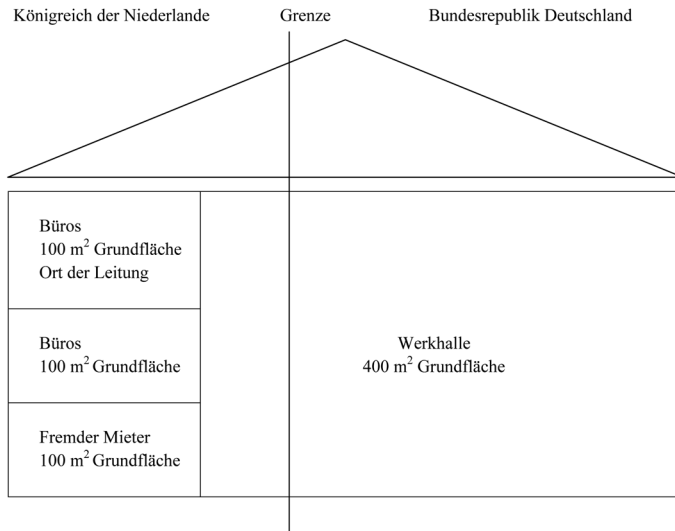 Königreich der Niederlande Grenze Bundesrepublik Deutschland
Büros
100 m² Grundfläche
Ort der Leitung
Büros
100 m² Grundfläche
Fremder Mieter
100 m² Grundfläche
Werkhalle
400 m² Grundfläche